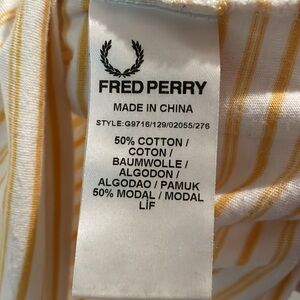 FRED PERRY
MADE IN CHINA
STYLE:G9716/129/02055/276
50% COTTON /
COTON /
BAUMWOLLE /
ALGODON /
ALGODAO / PAMUK
50% MODAL / MODAL
LIF